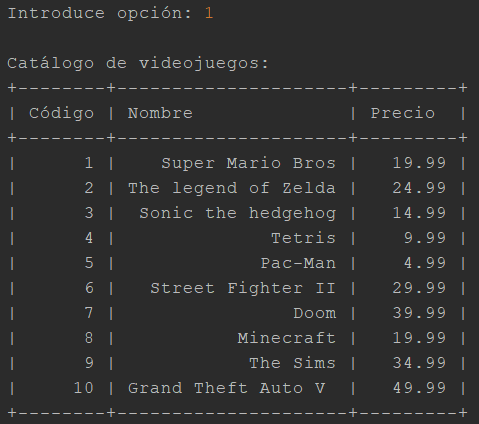 Introduce opción: 1
Catálogo de videojuegos:
+--------+---------------------+---------+
| Código | Nombre              | Precio  |
+--------+---------------------+---------+
|      1 |    Super Mario Bros |   19.99 |
|      2 | The legend of Zelda |   24.99 |
|      3 |  Sonic the hedgehog |   14.99 |
|      4 |              Tetris |    9.99 |
|      5 |             Pac-Man |    4.99 |
|      6 |   Street Fighter II |   29.99 |
|      7 |                Doom |   39.99 |
|      8 |           Minecraft |   19.99 |
|      9 |            The Sims |   34.99 |
|     10 | Grand Theft Auto V  |   49.99 |
+--------+---------------------+---------+